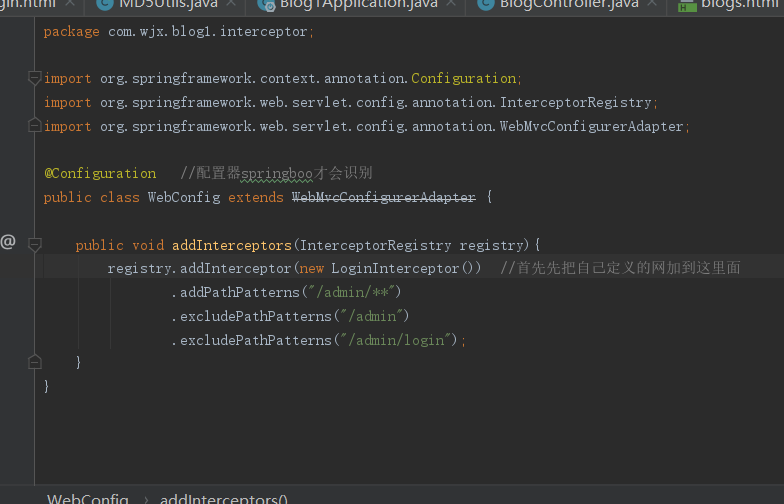 gin.html × MD5Utils.java × Blog1Application.java × BlogController.java × blogs.html
package com.wjx.blog1.interceptor;
import org.springframework.context.annotation.Configuration;
import org.springframework.web.servlet.config.annotation.InterceptorRegistry;
import org.springframework.web.servlet.config.annotation.WebMvcConfigurerAdapter;
@Configuration //配置器springboo才会识别
public class WebConfig extends WebMvcConfigurerAdapter {
public void addInterceptors(InterceptorRegistry registry){
registry.addInterceptor(new LoginInterceptor()) //首先先把自己定义的网加到这里面
.addPathPatterns("/admin/**")
.excludePathPatterns("/admin")
.excludePathPatterns("/admin/login");
}
}
WebConfig › addInterceptors()